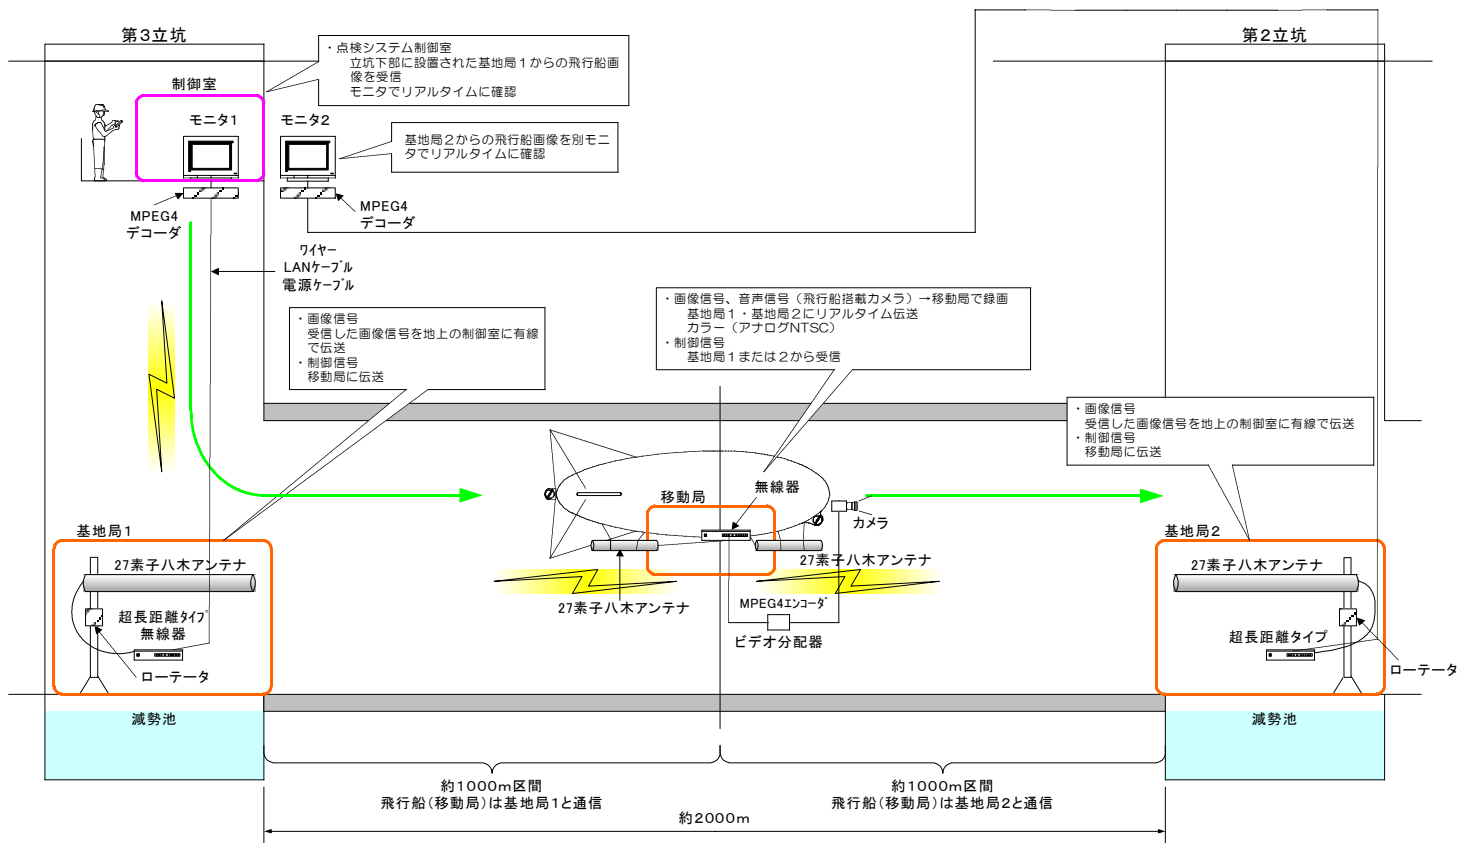 第3立坑
第2立坑
・点検システム制御室
立坑下部に設置された基地局１からの飛行船画
像を受信
モニタでリアルタイムに確認
制御室
モニタ1
モニタ2
基地局２からの飛行船画像を別モニ
タでリアルタイムに確認
MPEG4
デコーダ
MPEG4
デコーダ
ﾜｲﾔｰ
LANｹｰﾌﾞﾙ
電源ｹｰﾌﾞﾙ
・画像信号
受信した画像信号を地上の制御室に有線
で伝送
・制御信号
移動局に伝送
・画像信号、音声信号（飛行船搭載カメラ）→移動局で録画
基地局１・基地局２にリアルタイム伝送
カラー（アナログNTSC）
・制御信号
基地局１または２から受信
・画像信号
受信した画像信号を地上の制御室に有線で伝送
・制御信号
移動局に伝送
移動局
無線器
カメラ
基地局1
27素子八木アンテナ
超長距離ﾀｲﾌﾟ
無線器
ローテータ
27素子八木アンテナ
27素子八木アンテナ
MPEG4ｴﾝｺｰﾀﾞ
ビデオ分配器
基地局2
27素子八木アンテナ
超長距離タイプ
ローテータ
減勢池
減勢池
約1000m区間
飛行船(移動局)は基地局1と通信
約1000m区間
飛行船(移動局)は基地局2と通信
約2000m